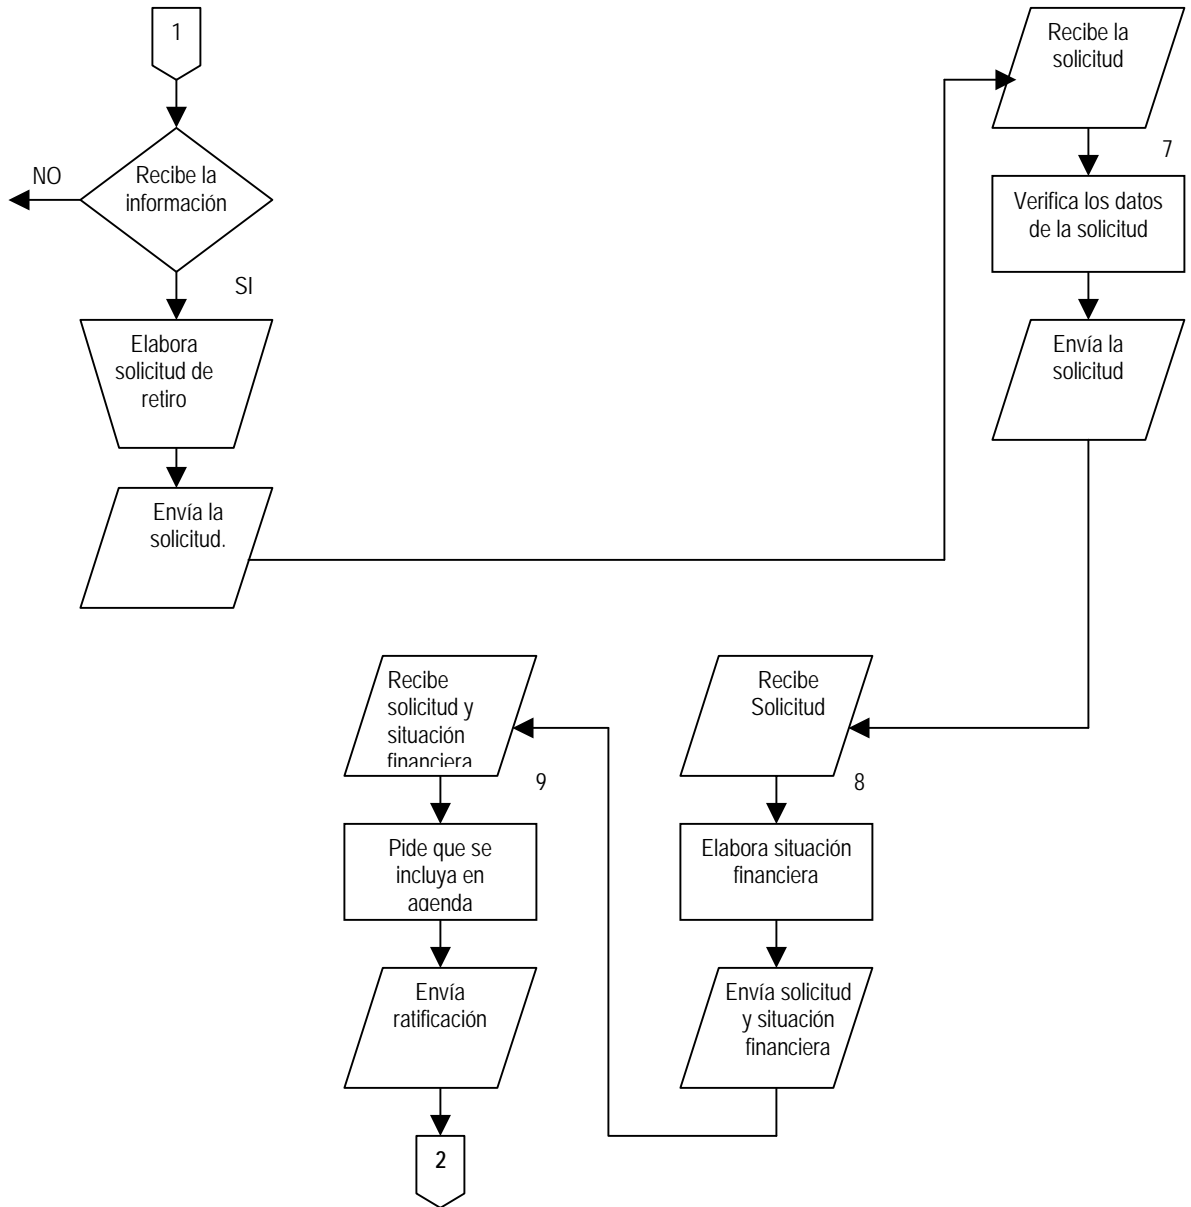 1
Recibe la
información
NO
SI
Elabora
solicitud de
retiro
Envía la
solicitud.
Recibe la
solicitud
7
Verifica los datos
de la solicitud
Envía la
solicitud
Recibe
Solicitud
8
Elabora situación
financiera
Envía solicitud
y situación
financiera
Recibe
solicitud y
situación
financiera
9
Pide que se
incluya en
agenda
Envía
ratificación
2